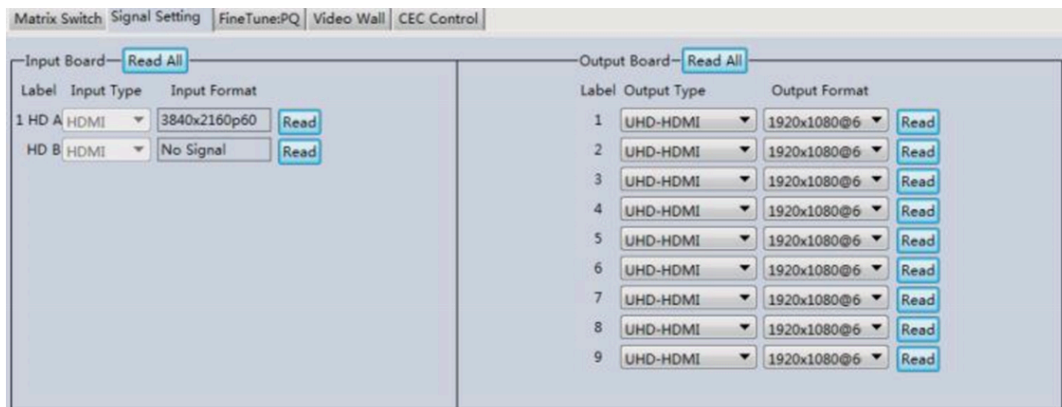 Matrix Switch Signal Setting FineTune:PQ Video Wall CEC Control
Input Board Read All
Label Input Type Input Format
1 HD A HDMI 3840x2160p60 Read
HD B HDMI No Signal Read
Output Board Read All
Label Output Type Output Format
1 UHD-HDMI 1920x1080@6 Read
2 UHD-HDMI 1920x1080@6 Read
3 UHD-HDMI 1920x1080@6 Read
4 UHD-HDMI 1920x1080@6 Read
5 UHD-HDMI 1920x1080@6 Read
6 UHD-HDMI 1920x1080@6 Read
7 UHD-HDMI 1920x1080@6 Read
8 UHD-HDMI 1920x1080@6 Read
9 UHD-HDMI 1920x1080@6 Read